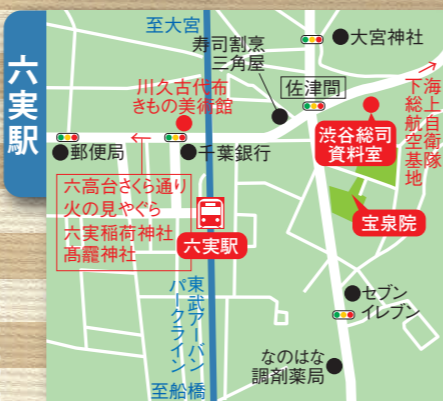 六実駅
至大宮
寿司割烹
三角屋
大宮神社
川久古代布
きもの美術館
佐津間
海上自衛隊
下総航空基地
渋谷総司
資料室
郵便局
千葉銀行
六高台さくら通り
火の見やぐら
六実稲荷神社
髙龗神社
六実駅
宝泉院
東武アーバン
パークライン
セブン
イレブン
なのはな
調剤薬局
至船橋